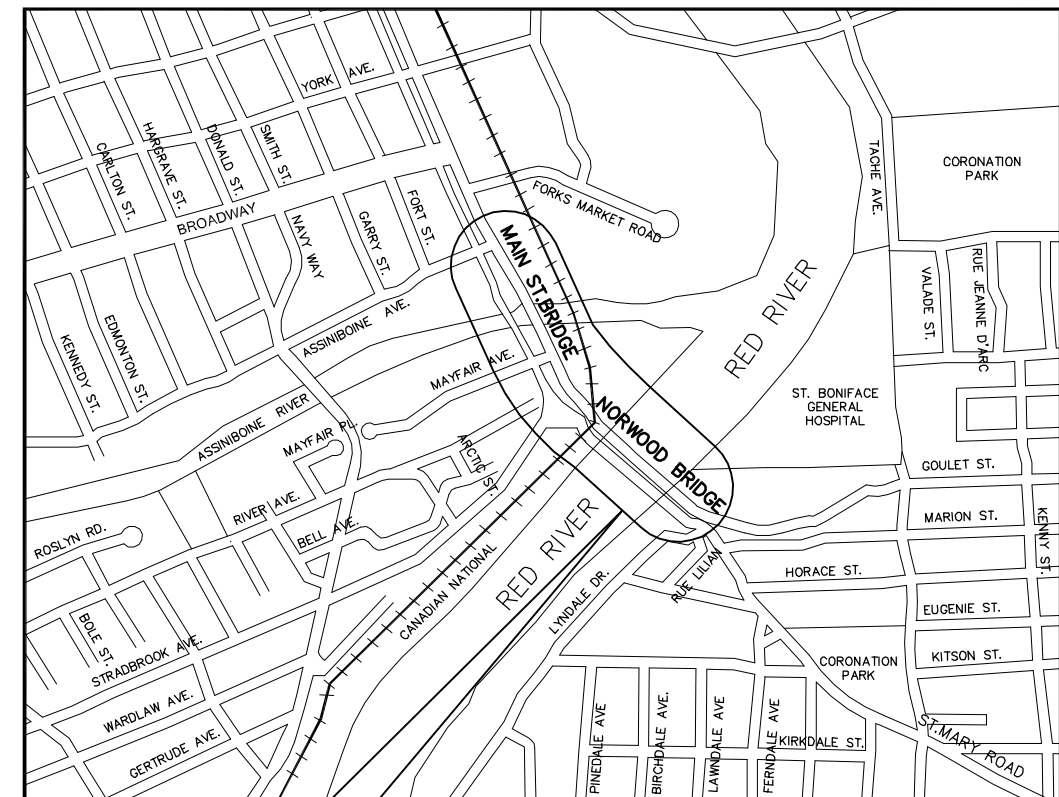 YORK AVE.
HARGRAVE ST.
DONALD ST.
SMITH ST.
CARLTON ST.
TACHE AVE.
CORONATION
PARK
FORKS MARKET ROAD
BROADWAY
FORT ST.
GARRY ST.
NAVY WAY
MAIN ST.BRIDGE
RED RIVER
VALADE ST.
RUE JEANNE D'ARC
ASSINIBOINE AVE.
EDMONTON ST.
KENNEDY ST.
MAYFAIR AVE.
ST. BONIFACE
GENERAL
HOSPITAL
ASSINIBOINE RIVER
MAYFAIR PL.
NORWOOD BRIDGE
ARCTIC ST.
GOULET ST.
RIVER AVE.
BELL AVE.
MARION ST.
KENNY ST.
ROSLYN RD.
RED RIVER
CANADIAN NATIONAL
LYNDALE DR.
RUE LILIAN
HORACE ST.
EUGENIE ST.
BOLE ST.
STRADBROOK AVE.
KITSON ST.
CORONATION
PARK
WARDLAW AVE.
GERTRUDE AVE.
PINEDALE AVE
BIRCHDALE AVE.
LAWNDALE AVE
FERNDALE AVE
KIRKDALE ST.
ST.MARY ROAD